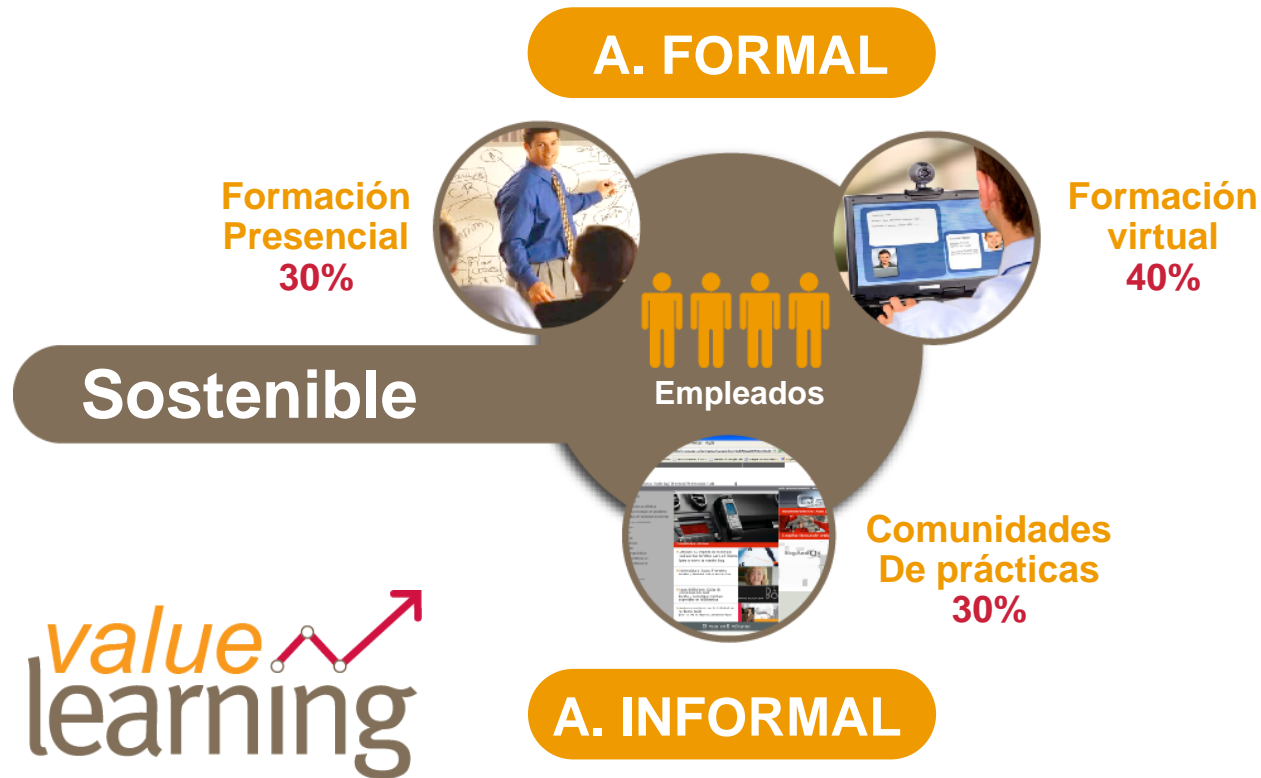 A. FORMAL
Formación
Presencial
30%
Formación
virtual
40%
Sostenible
Empleados
Comunidades
De prácticas
30%
value
learning
A. INFORMAL